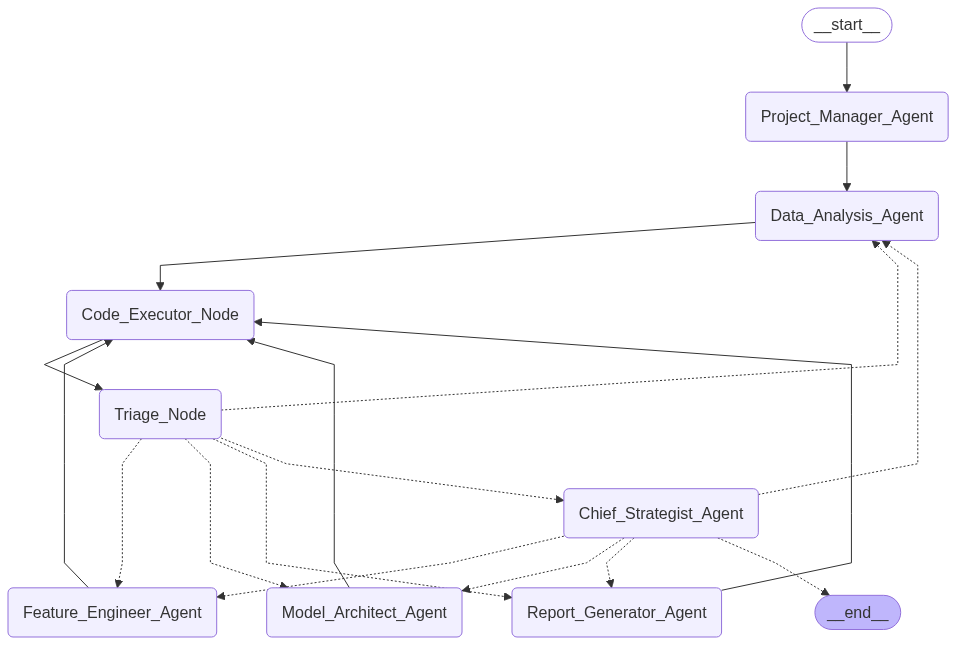 __start__
Project_Manager_Agent
Data_Analysis_Agent
Code_Executor_Node
Triage_Node
Chief_Strategist_Agent
Feature_Engineer_Agent
Model_Architect_Agent
Report_Generator_Agent
__end__